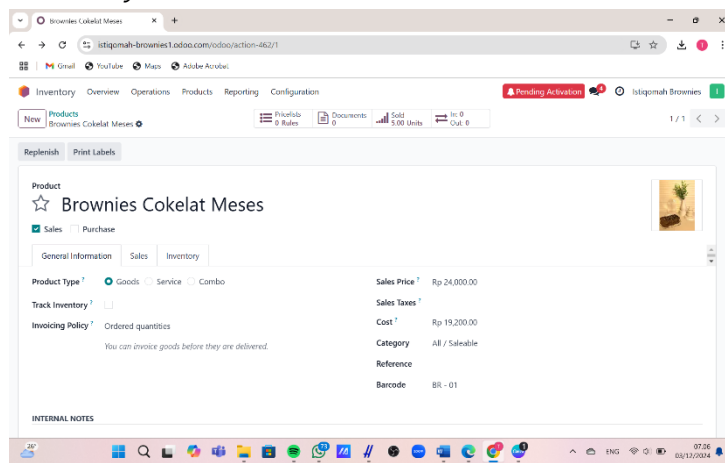 Brownies Cokelat Meses
istiqomah-brownies1.odoo.com/odoo/action-462/1
Gmail YouTube Maps Adobe Acrobat
Inventory Overview Operations Products Reporting Configuration Pending Activation Istiqomah Brownies I
New Products Brownies Cokelat Meses
Pricelists 0 Rules Documents 0 Sold 5.00 Units In: 0 Out: 0 1 / 1
Replenish Print Labels
Product
Brownies Cokelat Meses
Sales Purchase
General Information Sales Inventory
Product Type ? Goods Service Combo Sales Price ? Rp 24,000.00
Track Inventory ? Sales Taxes ?
Invoicing Policy ? Ordered quantities Cost ? Rp 19,200.00
You can invoice goods before they are delivered. Category All / Saleable
Reference
Barcode BR - 01
INTERNAL NOTES
26° ENG 07.06
03/12/2024